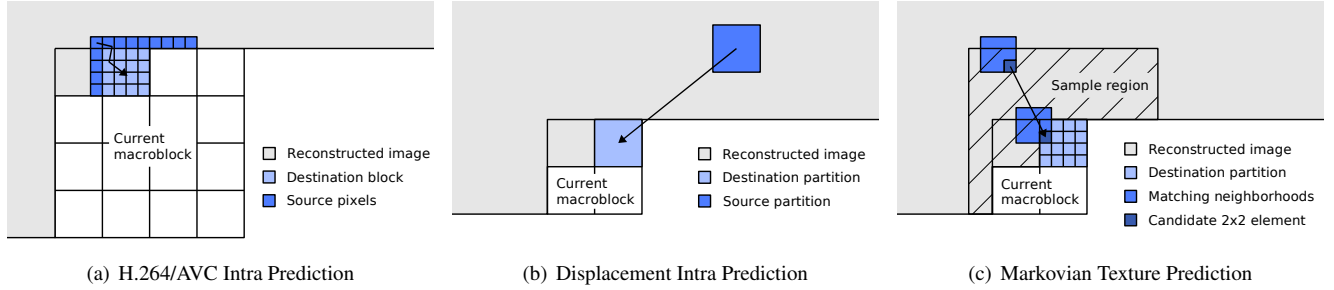 Current
macroblock
Reconstructed image
Destination block
Source pixels
(a) H.264/AVC Intra Prediction
Current
macroblock
Reconstructed image
Destination partition
Source partition
(b) Displacement Intra Prediction
Sample region
Current
macroblock
Reconstructed image
Destination partition
Matching neighborhoods
Candidate 2x2 element
(c) Markovian Texture Prediction